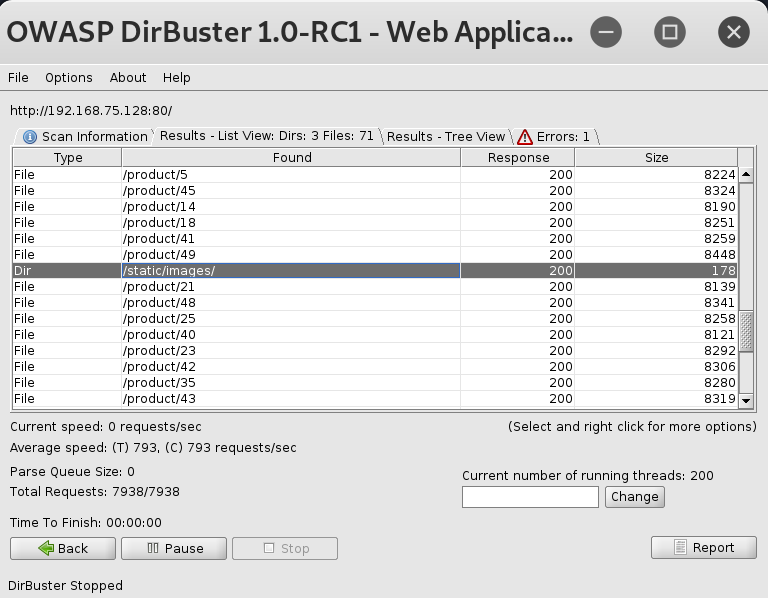 OWASP DirBuster 1.0-RC1 - Web Applica...
File Options About Help
http://192.168.75.128:80/
Scan Information Results - List View: Dirs: 3 Files: 71 Results - Tree View Errors: 1
Type Found Response Size
File /product/5 200 8224
File /product/45 200 8324
File /product/14 200 8190
File /product/18 200 8251
File /product/41 200 8259
File /product/49 200 8448
Dir /static/images/ 200 178
File /product/21 200 8139
File /product/48 200 8341
File /product/25 200 8258
File /product/40 200 8121
File /product/23 200 8292
File /product/42 200 8306
File /product/35 200 8280
File /product/43 200 8319
Current speed: 0 requests/sec (Select and right click for more options)
Average speed: (T) 793, (C) 793 requests/sec
Parse Queue Size: 0 Current number of running threads: 200
Total Requests: 7938/7938 Change
Time To Finish: 00:00:00
Back Pause Stop Report
DirBuster Stopped